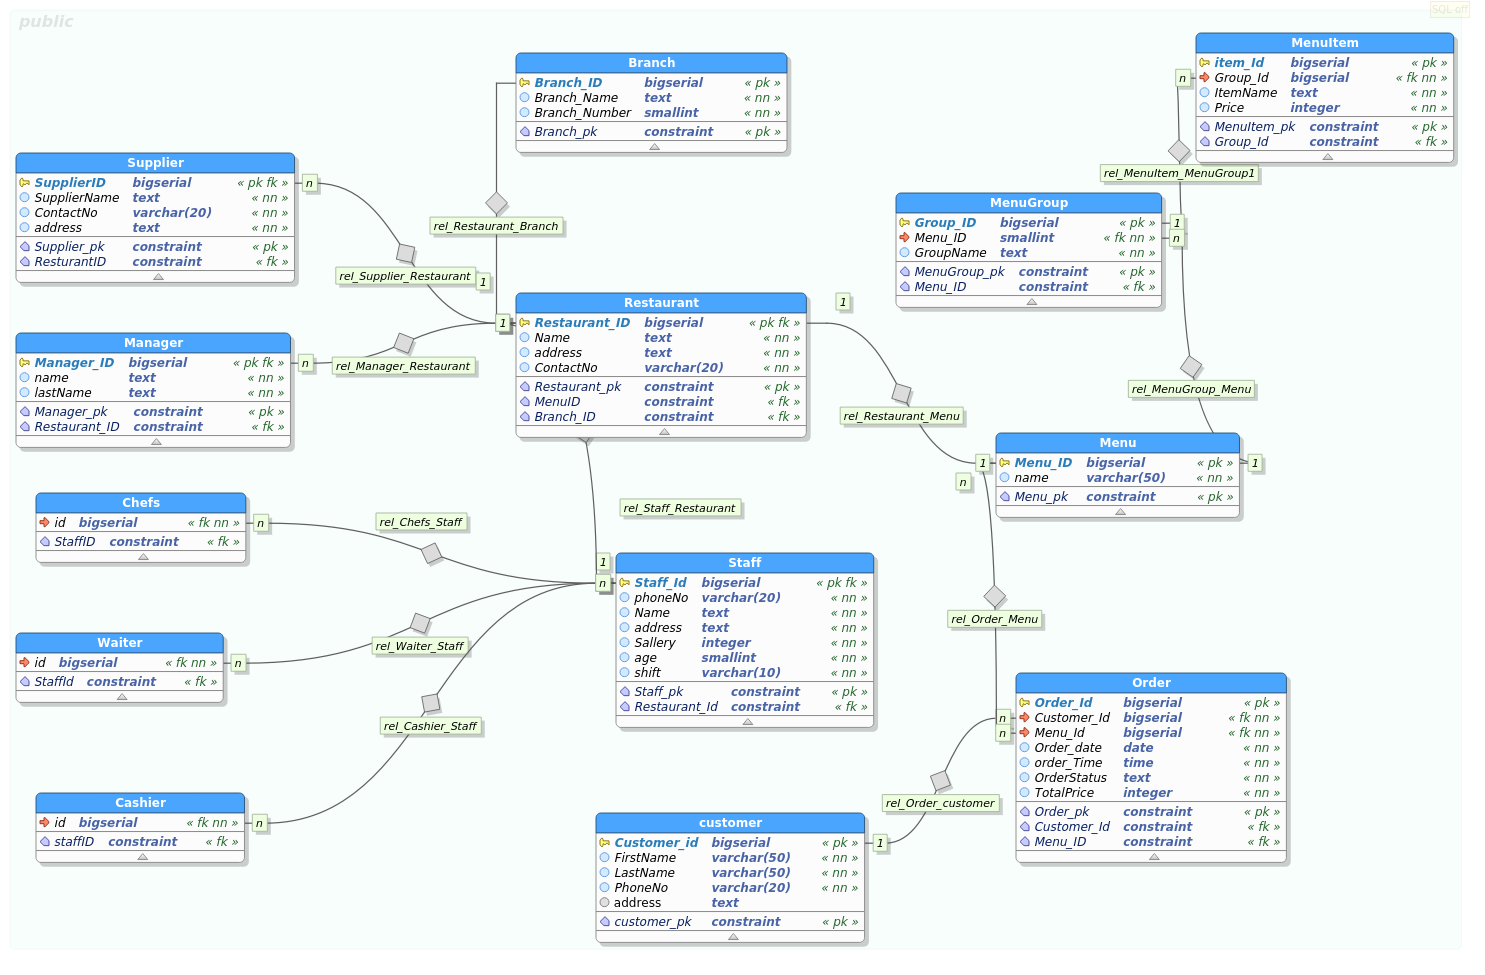 public
SQL-off
Branch
Branch_ID bigserial « pk »
Branch_Name text « nn »
Branch_Number smallint « nn »
Branch_pk constraint « pk »
MenuItem
item_Id bigserial « pk »
Group_Id bigserial « fk nn »
ItemName text « nn »
Price integer « nn »
MenuItem_pk constraint « pk »
Group_Id constraint « fk »
n
rel_MenuItem_MenuGroup1
Supplier
SupplierID bigserial « pk fk »
SupplierName text « nn »
ContactNo varchar(20) « nn »
address text « nn »
Supplier_pk constraint « pk »
ResturantID constraint « fk »
n
rel_Restaurant_Branch
rel_Supplier_Restaurant
1
MenuGroup
Group_ID bigserial « pk »
Menu_ID smallint « fk nn »
GroupName text « nn »
MenuGroup_pk constraint « pk »
Menu_ID constraint « fk »
1
n
Restaurant
Restaurant_ID bigserial « pk fk »
Name text « nn »
address text « nn »
ContactNo varchar(20) « nn »
Restaurant_pk constraint « pk »
MenuID constraint « fk »
Branch_ID constraint « fk »
1
1
Manager
Manager_ID bigserial « pk fk »
name text « nn »
lastName text « nn »
Manager_pk constraint « pk »
Restaurant_ID constraint « fk »
n
rel_Manager_Restaurant
rel_MenuGroup_Menu
rel_Restaurant_Menu
Menu
Menu_ID bigserial « pk »
name varchar(50) « nn »
Menu_pk constraint « pk »
1
1
n
Chefs
id bigserial « fk nn »
StaffID constraint « fk »
n
rel_Chefs_Staff
rel_Staff_Restaurant
Staff
Staff_Id bigserial « pk fk »
phoneNo varchar(20) « nn »
Name text « nn »
address text « nn »
Sallery integer « nn »
age smallint « nn »
shift varchar(10) « nn »
Staff_pk constraint « pk »
Restaurant_Id constraint « fk »
1
n
rel_Order_Menu
Waiter
id bigserial « fk nn »
StaffId constraint « fk »
n
rel_Waiter_Staff
rel_Cashier_Staff
Order
Order_Id bigserial « pk »
Customer_Id bigserial « fk nn »
Menu_Id bigserial « fk nn »
Order_date date « nn »
order_Time time « nn »
OrderStatus text « nn »
TotalPrice integer « nn »
Order_pk constraint « pk »
Customer_Id constraint « fk »
Menu_ID constraint « fk »
n
n
Cashier
id bigserial « fk nn »
staffID constraint « fk »
n
rel_Order_customer
customer
Customer_id bigserial « pk »
FirstName varchar(50) « nn »
LastName varchar(50) « nn »
PhoneNo varchar(20) « nn »
address text
customer_pk constraint « pk »
1